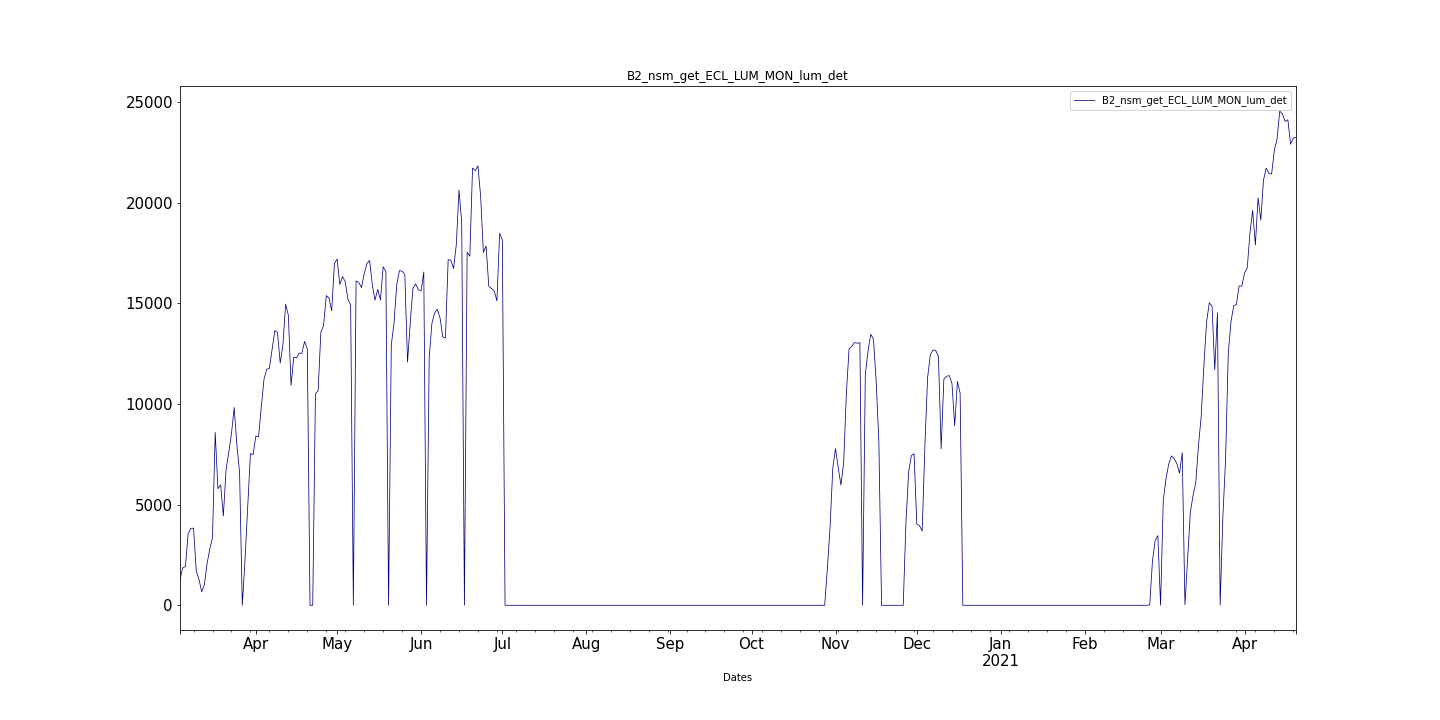 B2_nsm_get_ECL_LUM_MON_lum_det
B2_nsm_get_ECL_LUM_MON_lum_det
25000
20000
15000
10000
5000
0
Apr May Jun Jul Aug Sep Oct Nov Dec Jan Feb Mar Apr
2021
Dates